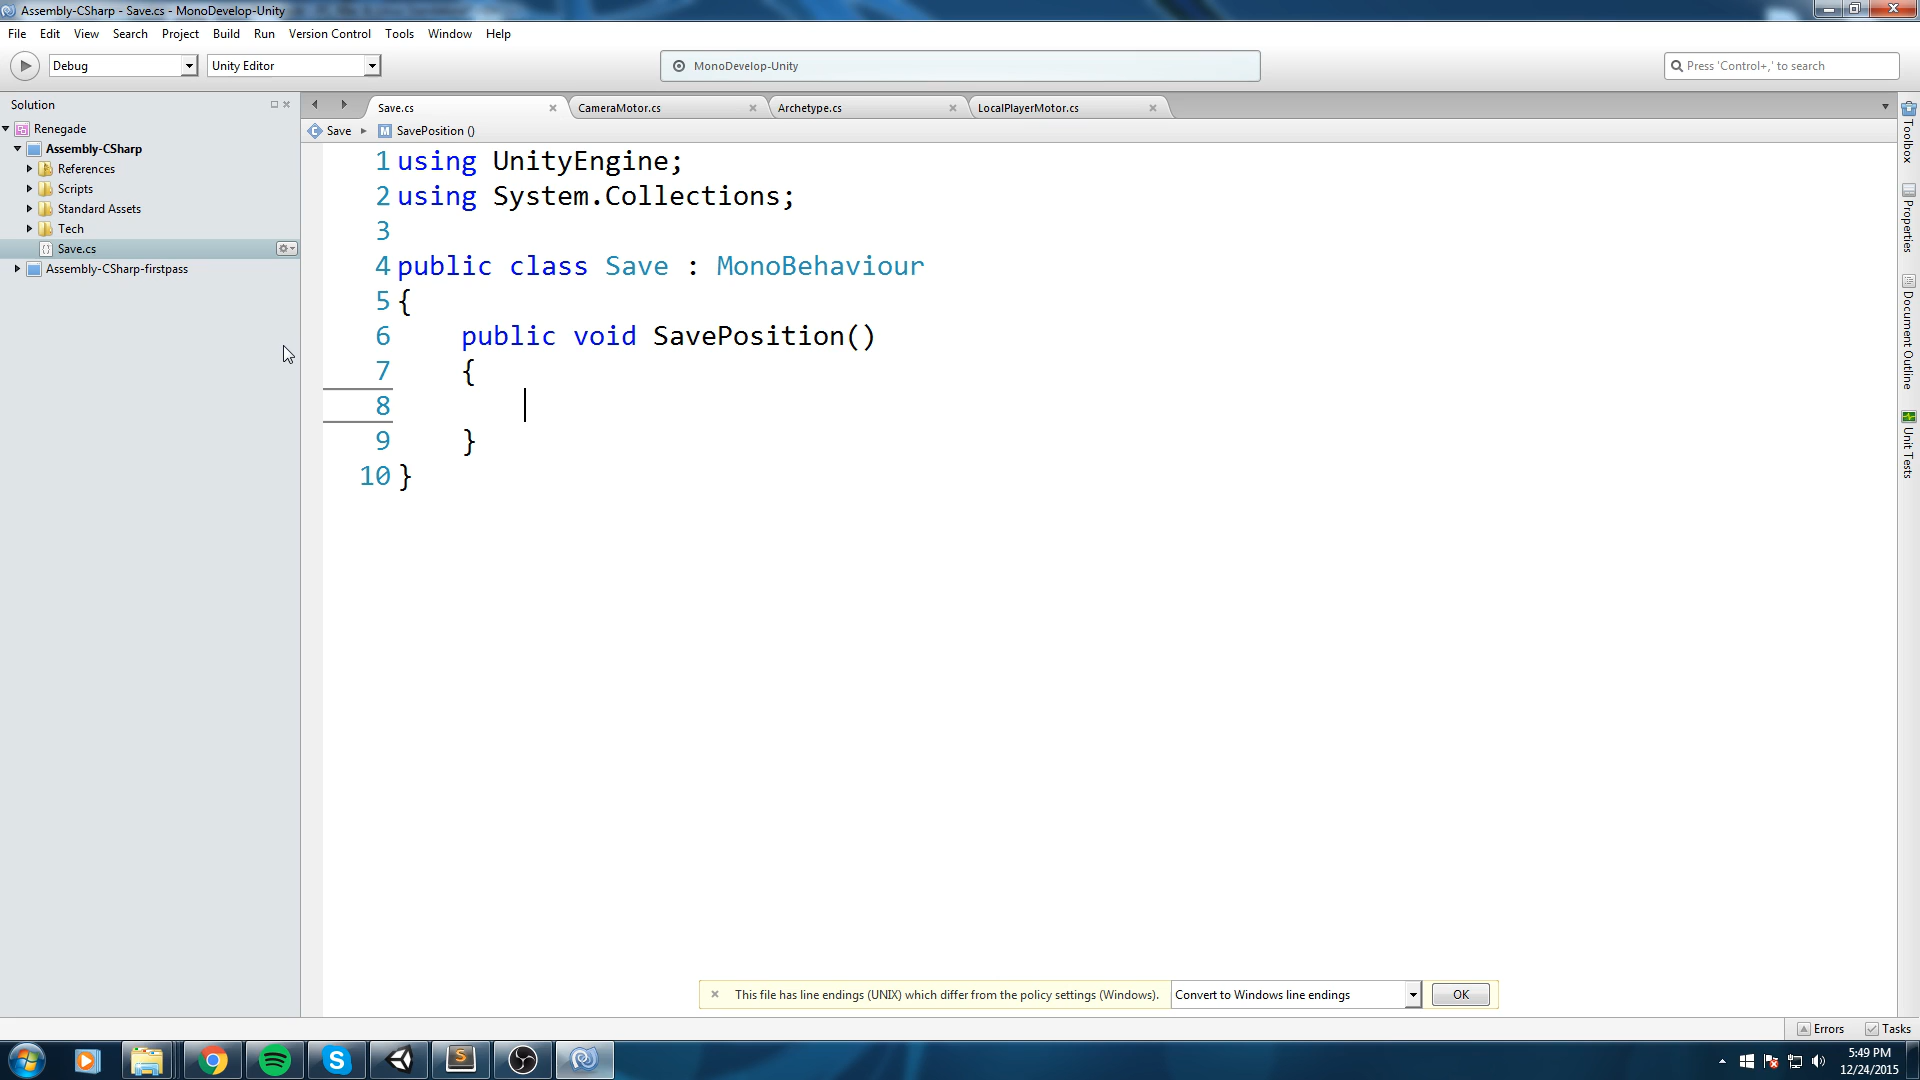 Assembly-CSharp - Save.cs - MonoDevelop-Unity
File Edit View Search Project Build Run Version Control Tools Window Help
Debug Unity Editor MonoDevelop-Unity Press 'Control+,' to search
Solution
Save.cs CameraMotor.cs Archetype.cs LocalPlayerMotor.cs
Save SavePosition ()
Renegade
Assembly-CSharp
References
Scripts
Standard Assets
Tech
Save.cs
Assembly-CSharp-firstpass
1 using UnityEngine;
2 using System.Collections;
3
4 public class Save : MonoBehaviour
5 {
6 public void SavePosition()
7 {
8
9 }
10 }
Toolbox
Properties
Document Outline
Unit Tests
This file has line endings (UNIX) which differ from the policy settings (Windows). Convert to Windows line endings OK
Errors Tasks
5:49 PM
12/24/2015